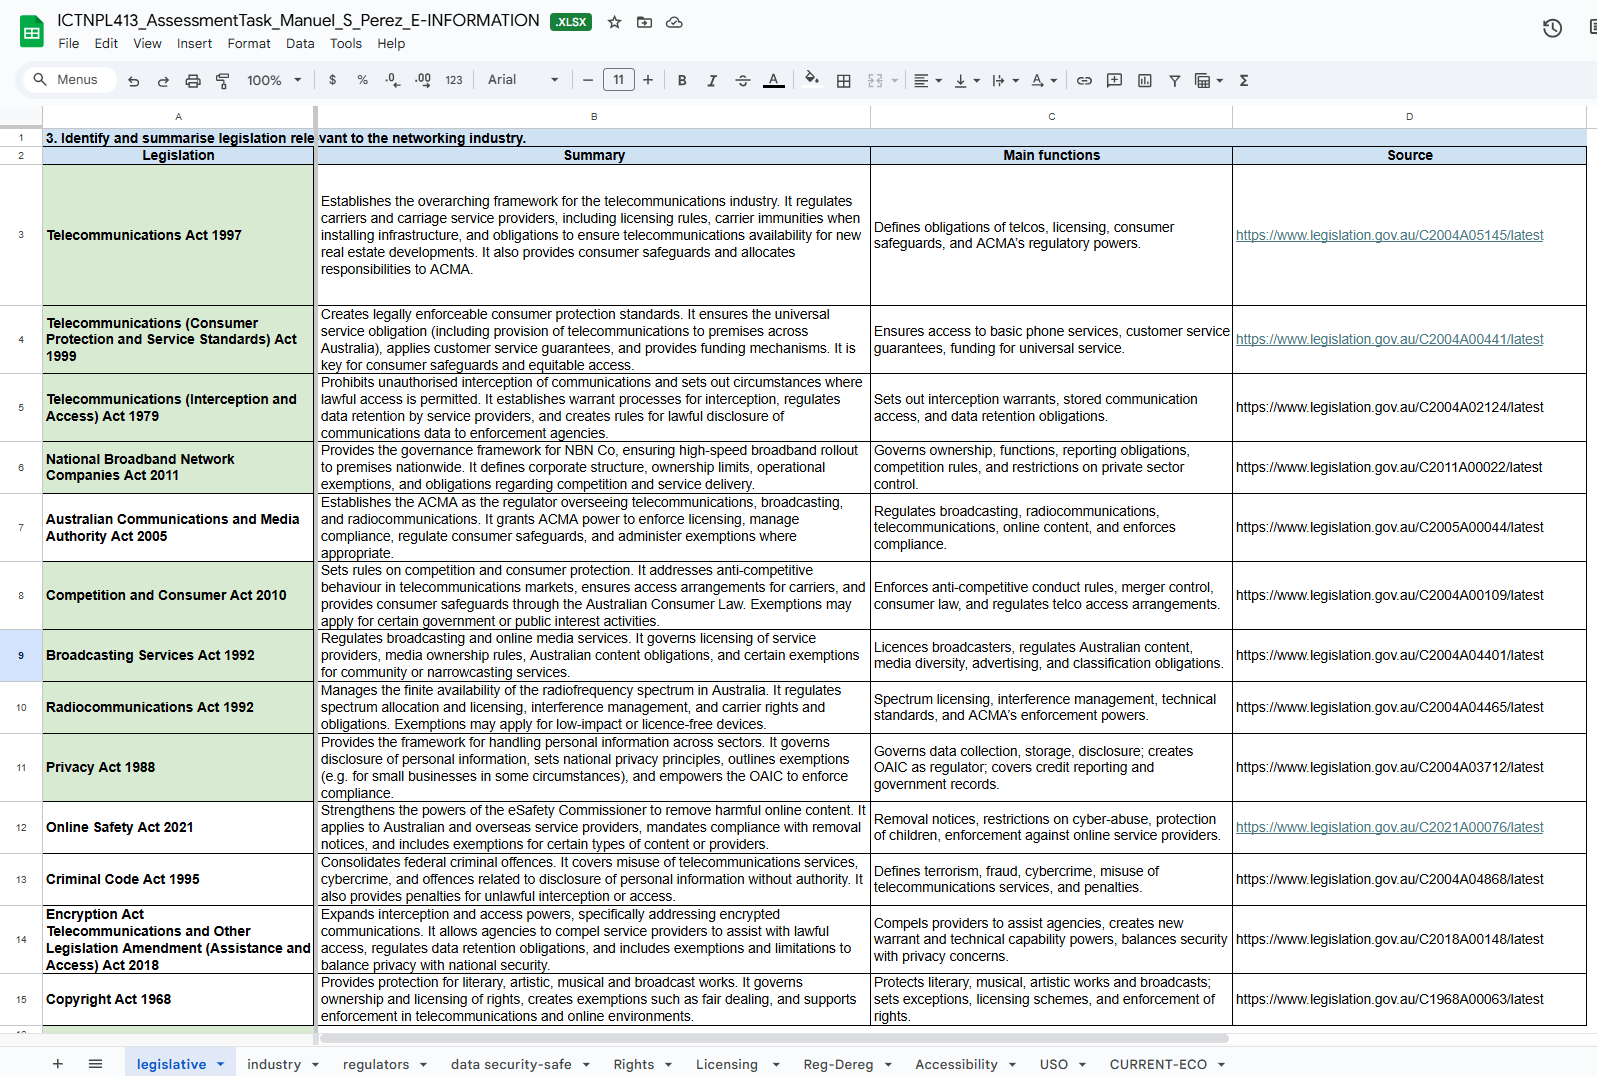 ICTNPL413_AssessmentTask_Manuel_S_Perez_E-INFORMATION .XLSX
File Edit View Insert Format Data Tools Help
Menus 100% $ % .0 .00 123 Arial 11 B I A
A B C D
1 3. Identify and summarise legislation relevant to the networking industry.
2 Legislation Summary Main functions Source
3 Telecommunications Act 1997
Establishes the overarching framework for the telecommunications industry. It regulates
carriers and carriage service providers, including licensing rules, carrier immunities when
installing infrastructure, and obligations to ensure telecommunications availability for new
real estate developments. It also provides consumer safeguards and allocates
responsibilities to ACMA.
Defines obligations of telcos, licensing, consumer
safeguards, and ACMA's regulatory powers.
https://www.legislation.gov.au/C2004A05145/latest
4 Telecommunications (Consumer
Protection and Service Standards) Act
1999
Creates legally enforceable consumer protection standards. It ensures the universal
service obligation (including provision of telecommunications to premises across
Australia), applies customer service guarantees, and provides funding mechanisms. It is
key for consumer safeguards and equitable access.
Ensures access to basic phone services, customer service
guarantees, funding for universal service.
https://www.legislation.gov.au/C2004A00441/latest
5 Telecommunications (Interception and
Access) Act 1979
Prohibits unauthorised interception of communications and sets out circumstances where
lawful access is permitted. It establishes warrant processes for interception, regulates
data retention by service providers, and creates rules for lawful disclosure of
communications data to enforcement agencies.
Sets out interception warrants, stored communication
access, and data retention obligations.
https://www.legislation.gov.au/C2004A02124/latest
6 National Broadband Network
Companies Act 2011
Provides the governance framework for NBN Co, ensuring high-speed broadband rollout
to premises nationwide. It defines corporate structure, ownership limits, operational
exemptions, and obligations regarding competition and service delivery.
Governs ownership, functions, reporting obligations,
competition rules, and restrictions on private sector
control.
https://www.legislation.gov.au/C2011A00022/latest
7 Australian Communications and Media
Authority Act 2005
Establishes the ACMA as the regulator overseeing telecommunications, broadcasting,
and radiocommunications. It grants ACMA power to enforce licensing, manage
compliance, regulate consumer safeguards, and administer exemptions where
appropriate.
Regulates broadcasting, radiocommunications,
telecommunications, online content, and enforces
compliance.
https://www.legislation.gov.au/C2005A00044/latest
8 Competition and Consumer Act 2010
Sets rules on competition and consumer protection. It addresses anti-competitive
behaviour in telecommunications markets, ensures access arrangements for carriers, and
provides consumer safeguards through the Australian Consumer Law. Exemptions may
apply for certain government or public interest activities.
Enforces anti-competitive conduct rules, merger control,
consumer law, and regulates telco access arrangements.
https://www.legislation.gov.au/C2004A00109/latest
9 Broadcasting Services Act 1992
Regulates broadcasting and online media services. It governs licensing of service
providers, media ownership rules, Australian content obligations, and certain exemptions
for community or narrowcasting services.
Licences broadcasters, regulates Australian content,
media diversity, advertising, and classification obligations.
https://www.legislation.gov.au/C2004A04401/latest
10 Radiocommunications Act 1992
Manages the finite availability of the radiofrequency spectrum in Australia. It regulates
spectrum allocation and licensing, interference management, and carrier rights and
obligations. Exemptions may apply for low-impact or licence-free devices.
Spectrum licensing, interference management, technical
standards, and ACMA's enforcement powers.
https://www.legislation.gov.au/C2004A04465/latest
11 Privacy Act 1988
Provides the framework for handling personal information across sectors. It governs
disclosure of personal information, sets national privacy principles, outlines exemptions
(e.g. for small businesses in some circumstances), and empowers the OAIC to enforce
compliance.
Governs data collection, storage, disclosure; creates
OAIC as regulator; covers credit reporting and
government records.
https://www.legislation.gov.au/C2004A03712/latest
12 Online Safety Act 2021
Strengthens the powers of the eSafety Commissioner to remove harmful online content. It
applies to Australian and overseas service providers, mandates compliance with removal
notices, and includes exemptions for certain types of content or providers.
Removal notices, restrictions on cyber-abuse, protection
of children, enforcement against online service providers.
https://www.legislation.gov.au/C2021A00076/latest
13 Criminal Code Act 1995
Consolidates federal criminal offences. It covers misuse of telecommunications services,
cybercrime, and offences related to disclosure of personal information without authority. It
also provides penalties for unlawful interception or access.
Defines terrorism, fraud, cybercrime, misuse of
telecommunications services, and penalties.
https://www.legislation.gov.au/C2004A04868/latest
14 Encryption Act
Telecommunications and Other
Legislation Amendment (Assistance and
Access) Act 2018
Expands interception and access powers, specifically addressing encrypted
communications. It allows agencies to compel service providers to assist with lawful
access, regulates data retention obligations, and includes exemptions and limitations to
balance privacy with national security.
Compels providers to assist agencies, creates new
warrant and technical capability powers, balances security
with privacy concerns.
https://www.legislation.gov.au/C2018A00148/latest
15 Copyright Act 1968
Provides protection for literary, artistic, musical and broadcast works. It governs
ownership and licensing of rights, creates exemptions such as fair dealing, and supports
enforcement in telecommunications and online environments.
Protects literary, musical, artistic works and broadcasts;
sets exceptions, licensing schemes, and enforcement of
rights.
https://www.legislation.gov.au/C1968A00063/latest
legislative industry regulators data security-safe Rights Licensing Reg-Dereg Accessibility USO CURRENT-ECO